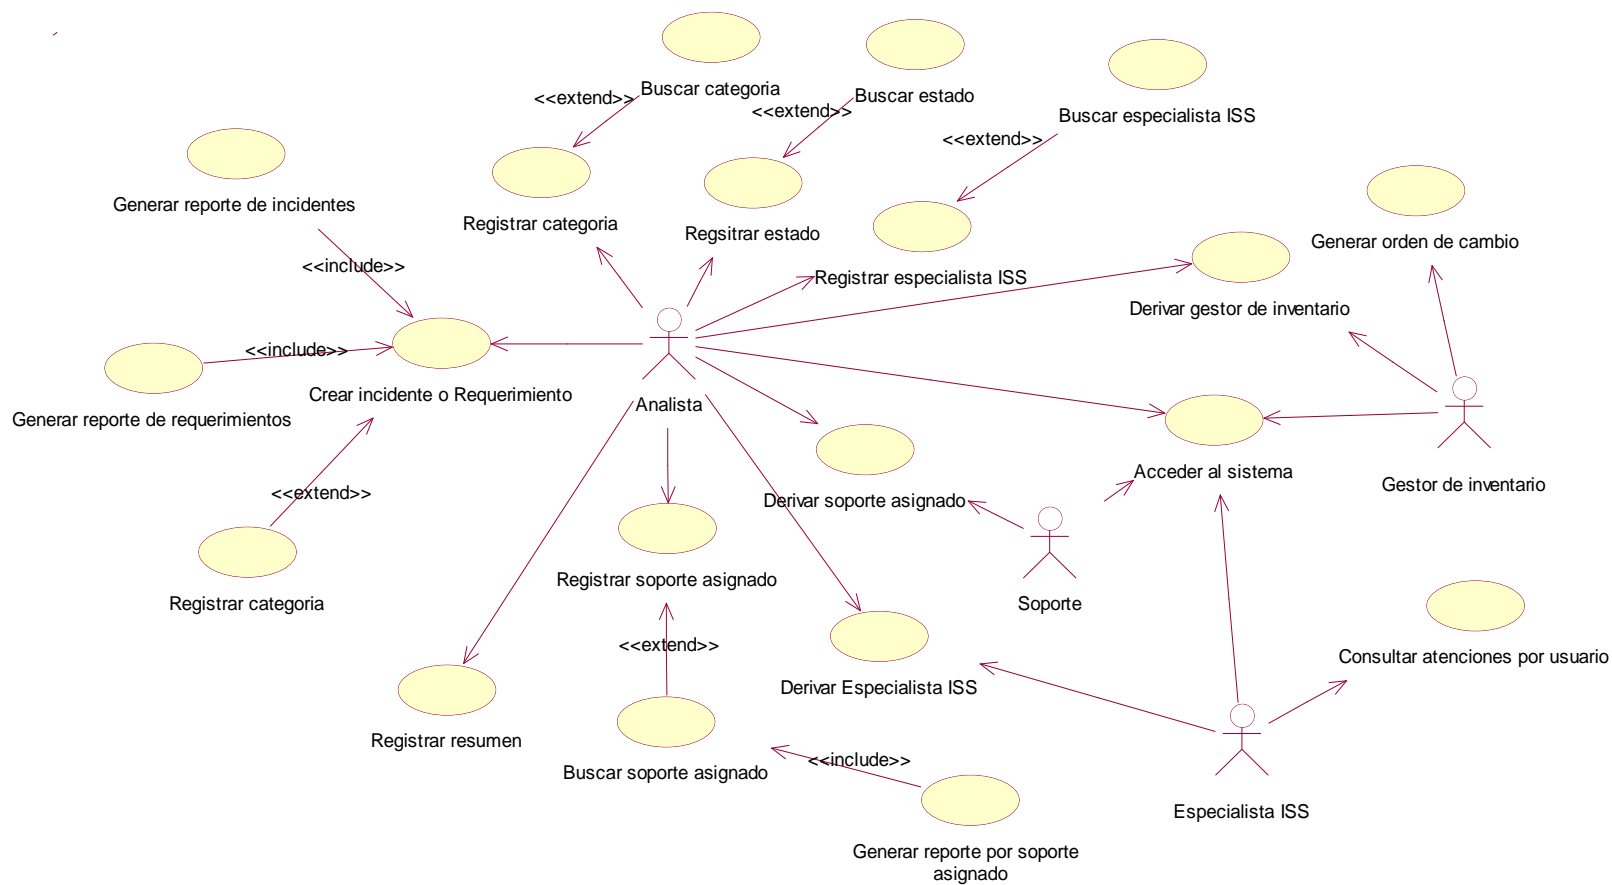 Buscar categoria
<<extend>>
Buscar estado
<<extend>>
Buscar especialista ISS
<<extend>>
Generar reporte de incidentes
Registrar categoria
Regsitrar estado
Generar orden de cambio
<<include>>
Registrar especialista ISS
Derivar gestor de inventario
<<include>>
Crear incidente o Requerimiento
Analista
Generar reporte de requerimientos
Acceder al sistema
Gestor de inventario
<<extend>>
Derivar soporte asignado
Registrar soporte asignado
Registrar categoria
Soporte
<<extend>>
Consultar atenciones por usuario
Derivar Especialista ISS
Registrar resumen
Buscar soporte asignado
<<include>>
Especialista ISS
Generar reporte por soporte
asignado